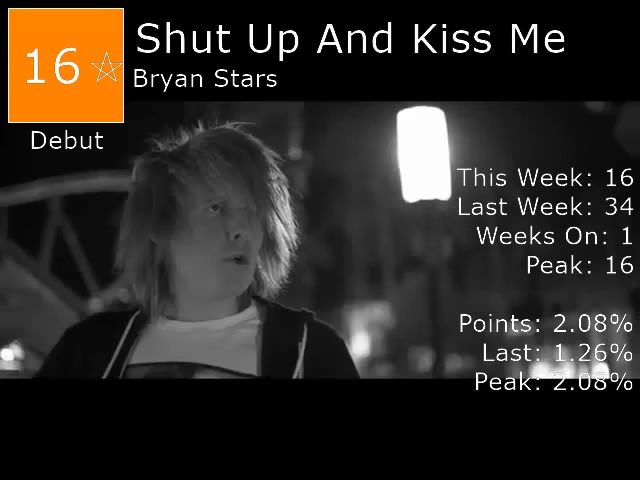 16
Shut Up And Kiss Me
Bryan Stars
Debut
This Week: 16
Last Week: 34
Weeks On: 1
Peak: 16
Points: 2.08%
Last: 1.26%
Peak: 2.08%